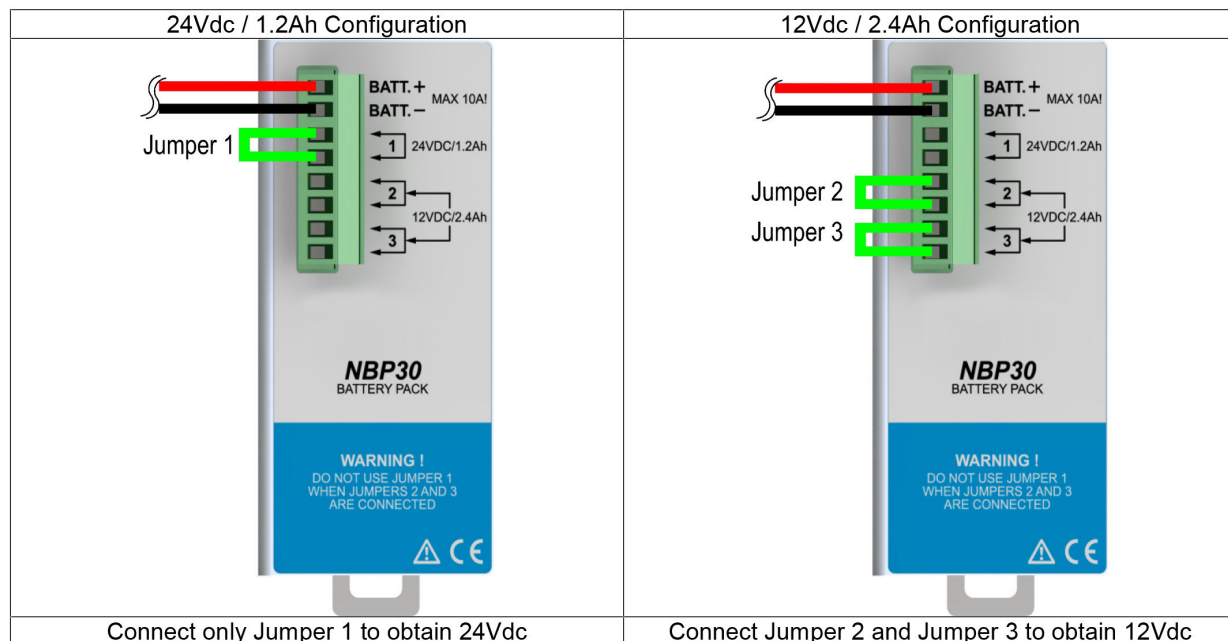 24Vdc / 1.2Ah Configuration
BATT. +
BATT. −
MAX 10A!
Jumper 1
1
24VDC/1.2Ah
2
12VDC/2.4Ah
3
NBP30
BATTERY PACK
WARNING !
DO NOT USE JUMPER 1
WHEN JUMPERS 2 AND 3
ARE CONNECTED
CE
Connect only Jumper 1 to obtain 24Vdc
12Vdc / 2.4Ah Configuration
BATT. +
BATT. −
MAX 10A!
1
24VDC/1.2Ah
Jumper 2
2
12VDC/2.4Ah
Jumper 3
3
NBP30
BATTERY PACK
WARNING !
DO NOT USE JUMPER 1
WHEN JUMPERS 2 AND 3
ARE CONNECTED
CE
Connect Jumper 2 and Jumper 3 to obtain 12Vdc